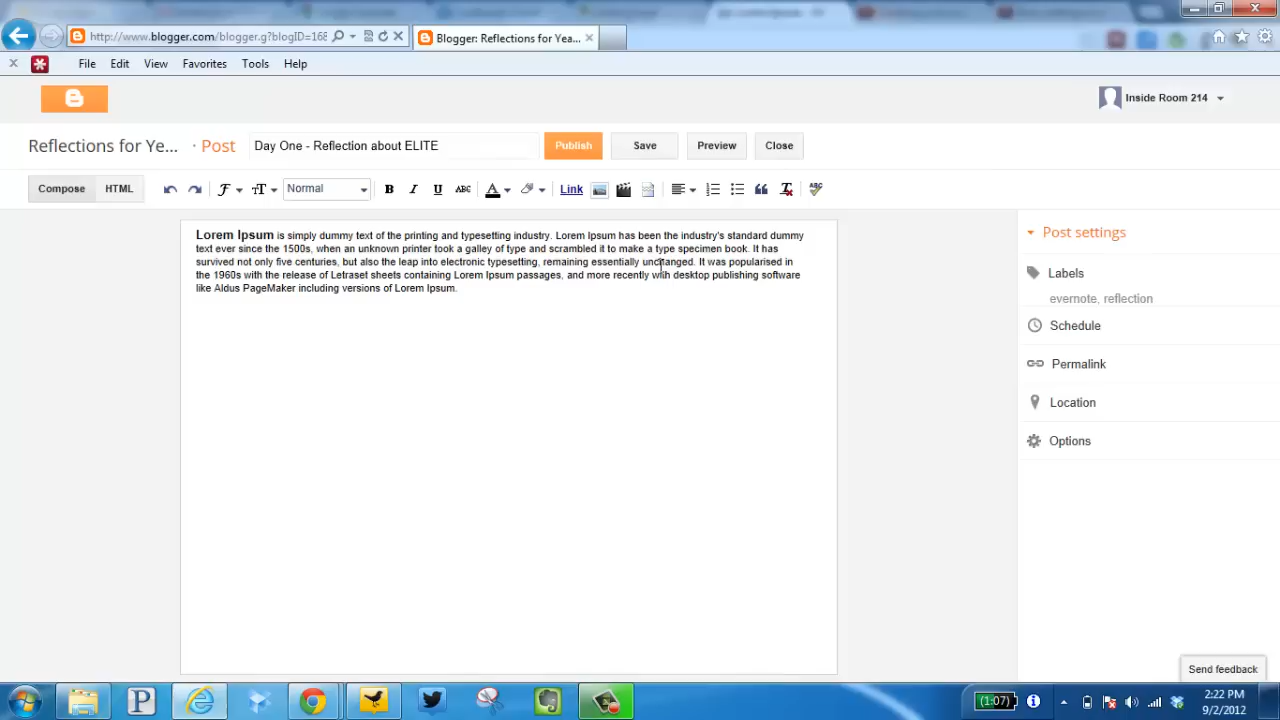 http://www.blogger.com/blogger.g?blogID=168
Blogger: Reflections for Yea...
File Edit View Favorites Tools Help
Inside Room 214
Reflections for Ye... · Post Day One - Reflection about ELITE Publish Save Preview Close
Compose HTML Normal B I U ABC A Link ABC
Lorem Ipsum is simply dummy text of the printing and typesetting industry. Lorem Ipsum has been the industry's standard dummy
text ever since the 1500s, when an unknown printer took a galley of type and scrambled it to make a type specimen book. It has
survived not only five centuries, but also the leap into electronic typesetting, remaining essentially unchanged. It was popularised in
the 1960s with the release of Letraset sheets containing Lorem Ipsum passages, and more recently with desktop publishing software
like Aldus PageMaker including versions of Lorem Ipsum.
Post settings
Labels
evernote, reflection
Schedule
Permalink
Location
Options
Send feedback
(1:07)
2:22 PM
9/2/2012